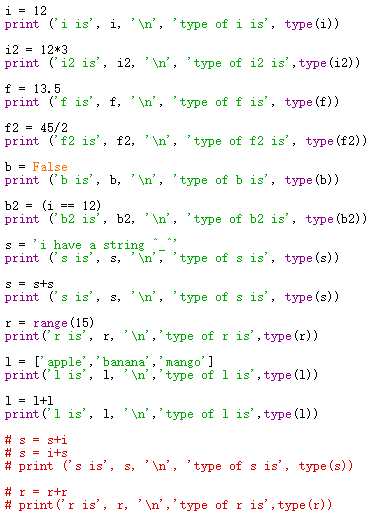 i = 12
print ('i is', i, '\n', 'type of i is', type(i))
i2 = 12*3
print ('i2 is', i2, '\n', 'type of i2 is',type(i2))
f = 13.5
print ('f is', f, '\n', 'type of f is', type(f))
f2 = 45/2
print ('f2 is', f2, '\n', 'type of f2 is', type(f2))
b = False
print ('b is', b, '\n', 'type of b is', type(b))
b2 = (i == 12)
print ('b2 is', b2, '\n', 'type of b2 is', type(b2))
s = 'i have a string ^_^'
print ('s is', s, '\n', 'type of s is', type(s))
s = s+s
print ('s is', s, '\n', 'type of s is', type(s))
r = range(15)
print('r is', r, '\n','type of r is',type(r))
l = ['apple','banana','mango']
print('l is', l, '\n','type of l is',type(l))
l = l+l
print('l is', l, '\n','type of l is',type(l))
# s = s+i
# s = i+s
# print ('s is', s, '\n', 'type of s is', type(s))
# r = r+r
# print('r is', r, '\n','type of r is',type(r))